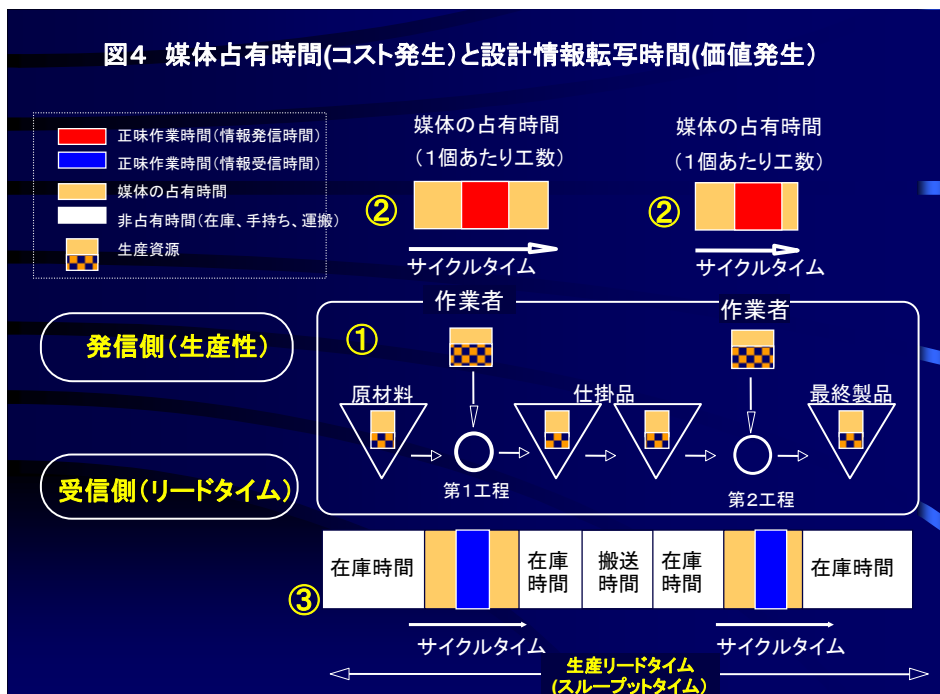 図4 媒体占有時間(コスト発生)と設計情報転写時間(価値発生)
正味作業時間(情報発信時間)
正味作業時間(情報受信時間)
媒体の占有時間
非占有時間(在庫、手持ち、運搬)
生産資源
媒体の占有時間
(1個あたり工数)
②
サイクルタイム
媒体の占有時間
(1個あたり工数)
②
サイクルタイム
発信側(生産性)
受信側(リードタイム)
①
作業者
作業者
原材料
仕掛品
最終製品
第1工程
第2工程
③
在庫時間
在庫
時間
搬送
時間
在庫
時間
在庫時間
サイクルタイム
サイクルタイム
生産リードタイム
(スループットタイム)